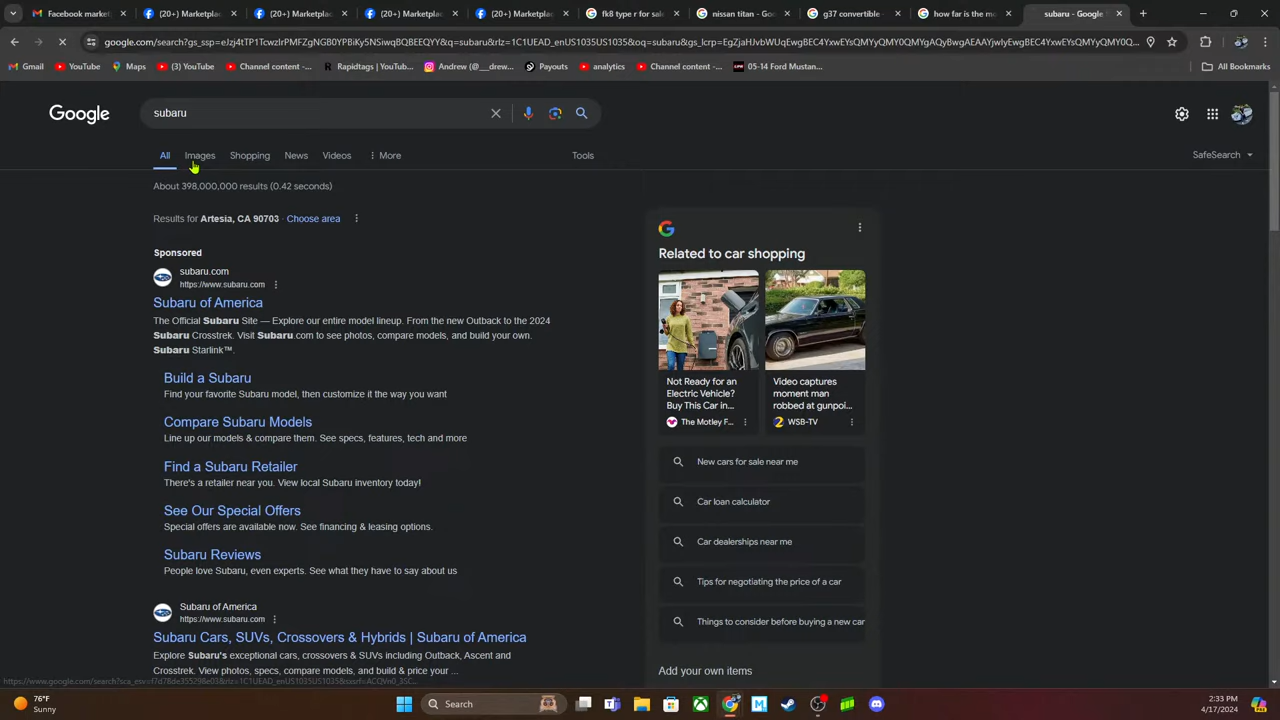 Facebook market
(20+) Marketplac
(20+) Marketplac
(20+) Marketplac
(20+) Marketplac
fk8 type r for sale
nissan titan - Goo
g37 convertible -
how far is the mo
subaru - Google S
google.com/search?
Gmail
YouTube
Maps
(3) YouTube
Channel content -...
Rapidtags | YouTub...
Andrew (@___drew...
Payouts
analytics
Channel content -...
05-14 Ford Mustan...
All Bookmarks
Google
subaru
All
Images
Shopping
News
Videos
More
Tools
SafeSearch
About 398,000,000 results (0.42 seconds)
Results for Artesia, CA 90703 · Choose area
Sponsored
subaru.com
https://www.subaru.com
Subaru of America
The Official Subaru Site — Explore our entire model lineup. From the new Outback to the 2024
Subaru Crosstrek. Visit Subaru.com to see photos, compare models, and build your own.
Subaru Starlink™.
Build a Subaru
Find your favorite Subaru model, then customize it the way you want
Compare Subaru Models
Line up our models & compare them. See specs, features, tech and more
Find a Subaru Retailer
There's a retailer near you. View local Subaru inventory today!
See Our Special Offers
Special offers are available now. See financing & leasing options.
Subaru Reviews
People love Subaru, even experts. See what they have to say about us
Subaru of America
https://www.subaru.com
Subaru Cars, SUVs, Crossovers & Hybrids | Subaru of America
Explore Subaru's exceptional cars, crossovers & SUVs including Outback, Ascent and
Crosstrek. View photos, specs, compare models, and build & price your ...
Related to car shopping
Not Ready for an
Electric Vehicle?
Buy This Car in...
The Motley F...
Video captures
moment man
robbed at gunpoi...
WSB-TV
New cars for sale near me
Car loan calculator
Car dealerships near me
Tips for negotiating the price of a car
Things to consider before buying a new car
Add your own items
76°F
Sunny
Search
2:33 PM
4/17/2024